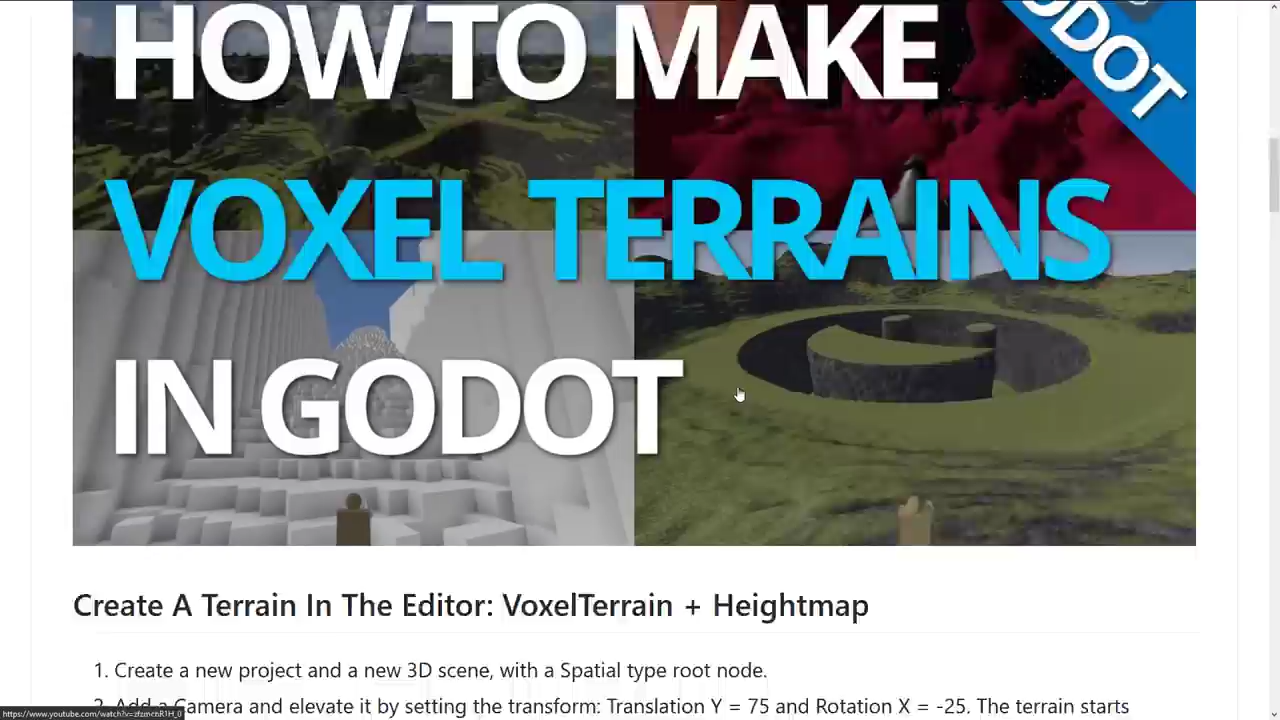 HOW TO MAKE
VOXEL TERRAINS
IN GODOT
Create A Terrain In The Editor: VoxelTerrain + Heightmap
1. Create a new project and a new 3D scene, with a Spatial type root node.
2. Add a Camera and elevate it by setting the transform: Translation Y = 75 and Rotation X = -25. The terrain starts